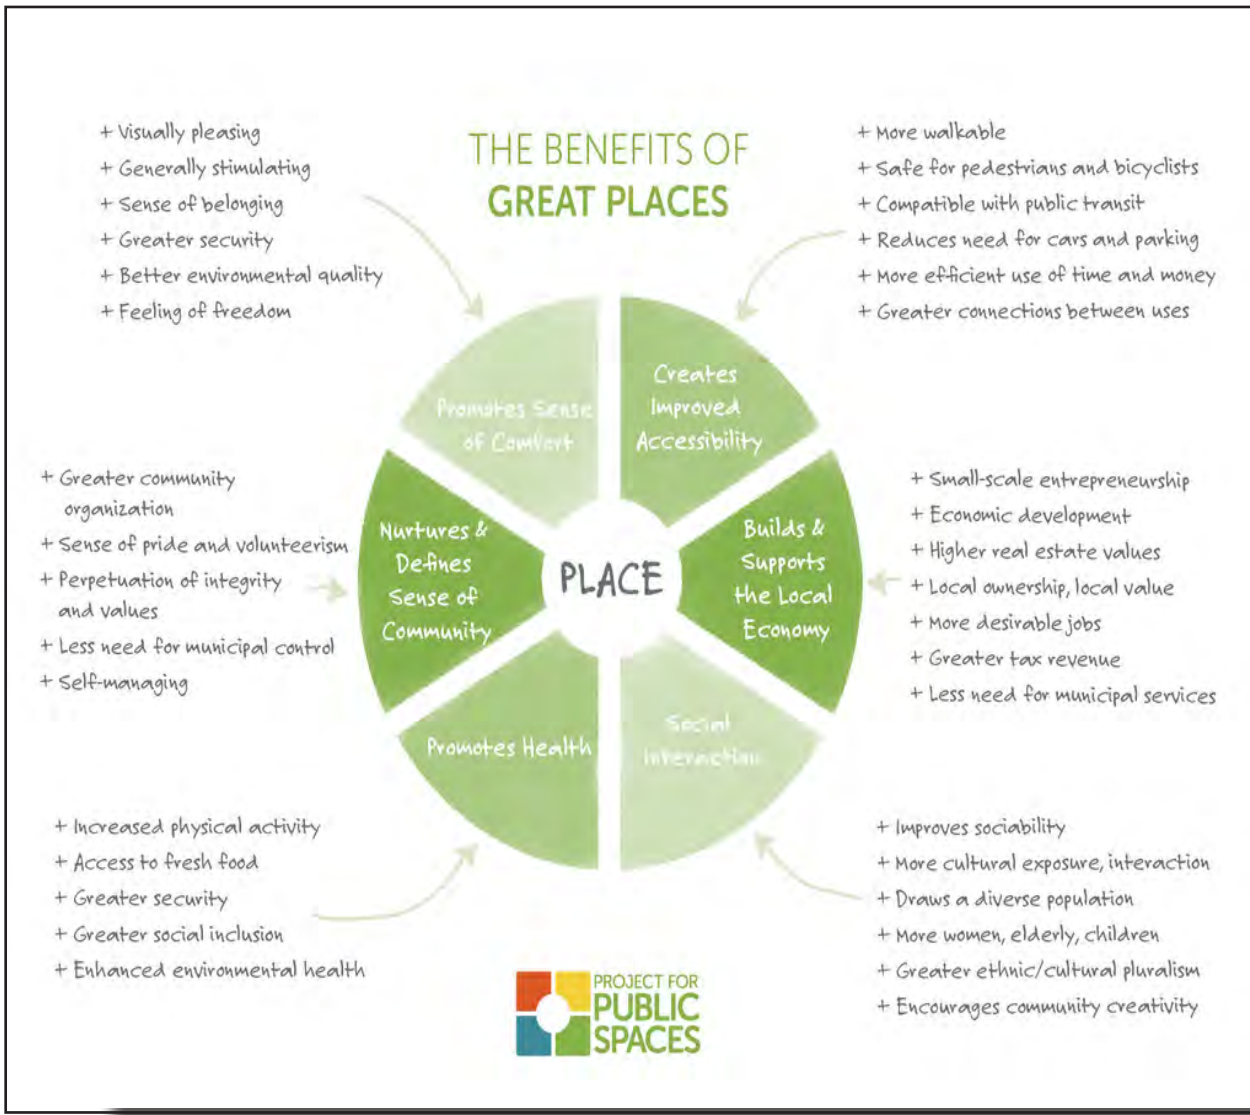 THE BENEFITS OF
GREAT PLACES
+ Visually pleasing
+ Generally stimulating
+ Sense of belonging
+ Greater security
+ Better environmental quality
+ Feeling of freedom
+ More walkable
+ Safe for pedestrians and bicyclists
+ Compatible with public transit
+ Reduces need for cars and parking
+ More efficient use of time and money
+ Greater connections between uses
Promotes Sense
of Comfort
Creates
Improved
Accessibility
+ Greater community
organization
+ Sense of pride and volunteerism
+ Perpetuation of integrity
and values
+ Less need for municipal control
+ Self-managing
Nurtures &
Defines
Sense of
Community
PLACE
Builds &
Supports
the Local
Economy
+ Small-scale entrepreneurship
+ Economic development
+ Higher real estate values
+ Local ownership, local value
+ More desirable jobs
+ Greater tax revenue
+ Less need for municipal services
Promotes Health
Social
Interaction
+ Increased physical activity
+ Access to fresh food
+ Greater security
+ Greater social inclusion
+ Enhanced environmental health
+ Improves sociability
+ More cultural exposure, interaction
+ Draws a diverse population
+ More women, elderly, children
+ Greater ethnic/cultural pluralism
+ Encourages community creativity
PROJECT FOR
PUBLIC
SPACES